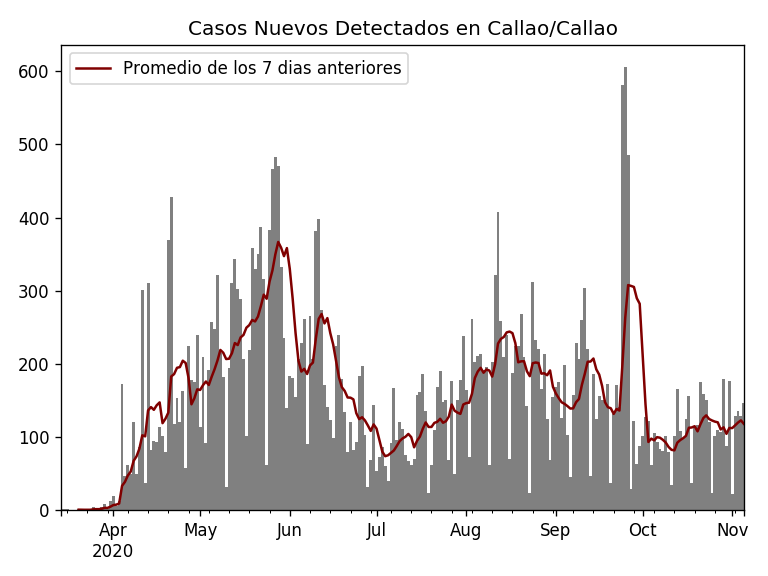 Casos Nuevos Detectados en Callao/Callao
Promedio de los 7 dias anteriores
600
500
400
300
200
100
0
Apr May Jun Jul Aug Sep Oct Nov
2020